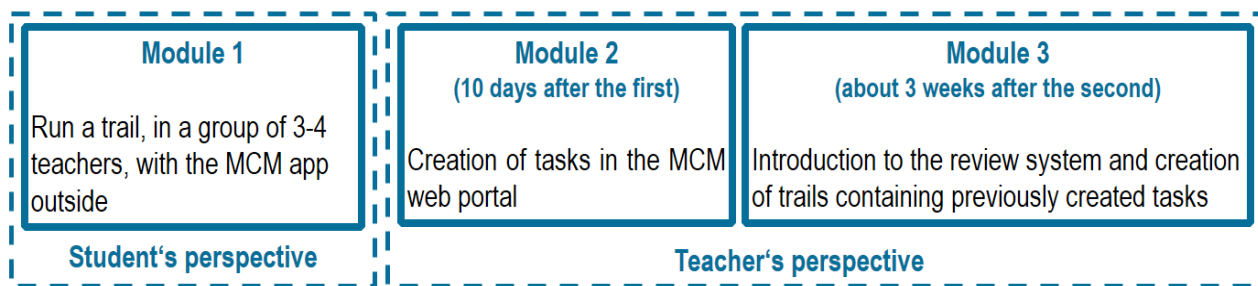 Module 1
Run a trail, in a group of 3-4
teachers, with the MCM app
outside
Student‘s perspective
Module 2
(10 days after the first)
Creation of tasks in the MCM
web portal
Module 3
(about 3 weeks after the second)
Introduction to the review system and creation
of trails containing previously created tasks
Teacher‘s perspective